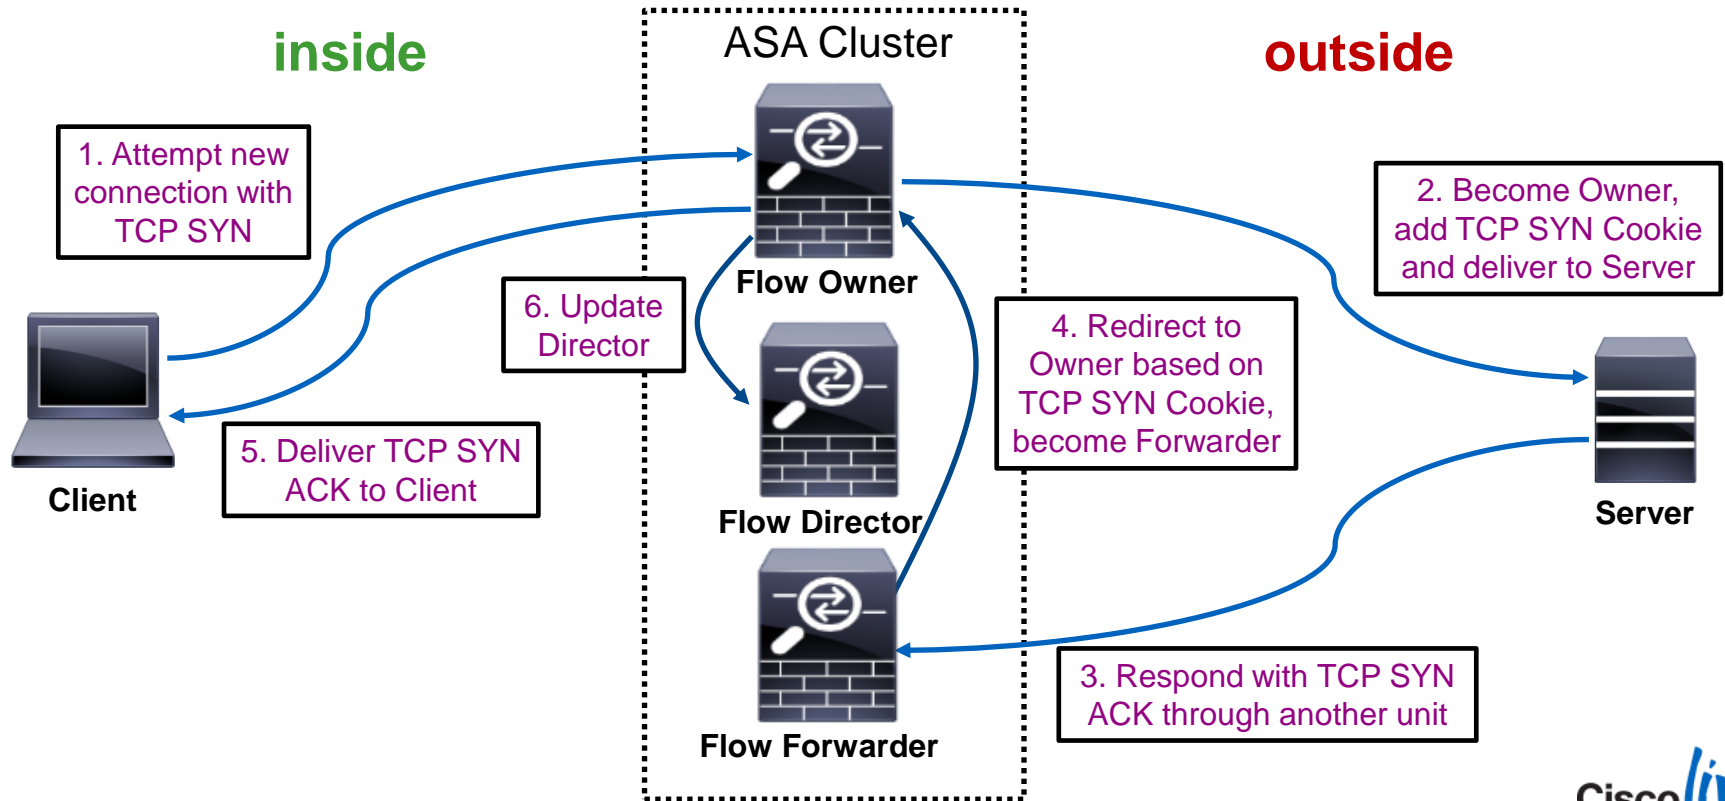 inside
ASA Cluster
outside
1. Attempt new
connection with
TCP SYN
2. Become Owner,
add TCP SYN Cookie
and deliver to Server
Flow Owner
6. Update
Director
4. Redirect to
Owner based on
TCP SYN Cookie,
become Forwarder
5. Deliver TCP SYN
ACK to Client
Client
Flow Director
Server
3. Respond with TCP SYN
ACK through another unit
Flow Forwarder
Cisco